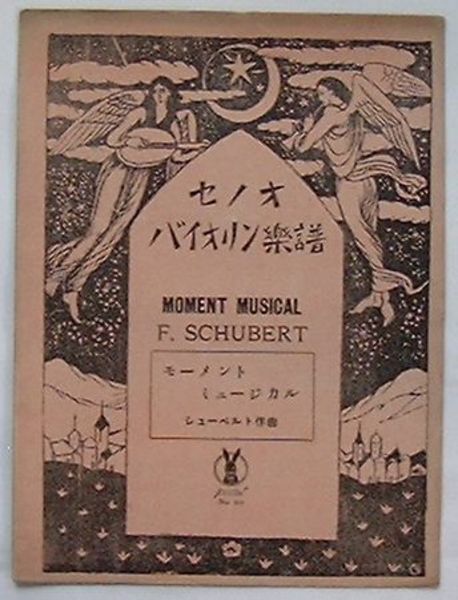 セノオ
バイオリン樂譜
MOMENT MUSICAL
F. SCHUBERT
モーメント
ミュージカル
シューベルト作曲